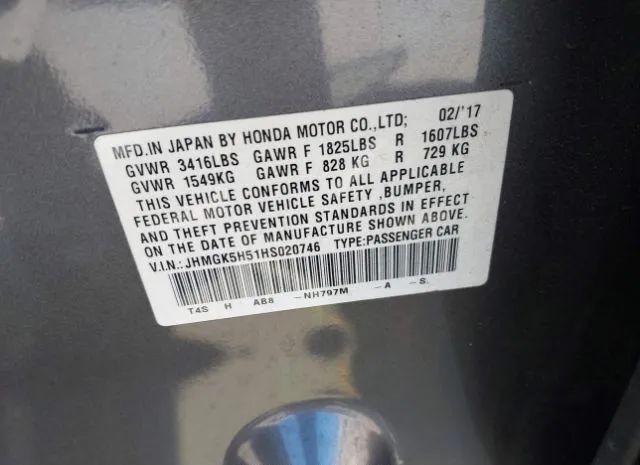 MFD.IN JAPAN BY HONDA MOTOR CO.,LTD; 02/'17
GVWR 3416LBS GAWR F 1825LBS R 1607LBS
GVWR 1549KG GAWR F 828 KG R 729 KG
THIS VEHICLE CONFORMS TO ALL APPLICABLE
FEDERAL MOTOR VEHICLE SAFETY ,BUMPER,
AND THEFT PREVENTION STANDARDS IN EFFECT
ON THE DATE OF MANUFACTURE SHOWN ABOVE.
V.I.N.:JHMGK5H51HS020746 TYPE:PASSENGER CAR
T4S H AB8 -NH797M -A -S.